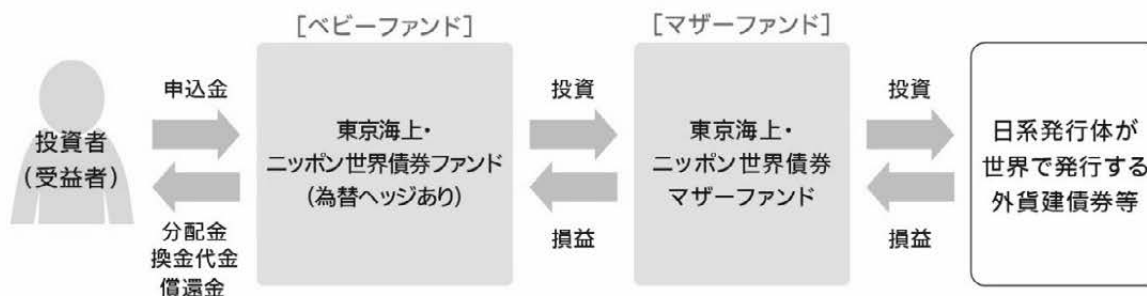 [ベビーファンド]
[マザーファンド]
投資者
(受益者)
申込金
分配金
換金代金
償還金
東京海上・
ニッポン世界債券ファンド
(為替ヘッジあり)
投資
損益
東京海上・
ニッポン世界債券
マザーファンド
投資
損益
日系発行体が
世界で発行する
外貨建債券等